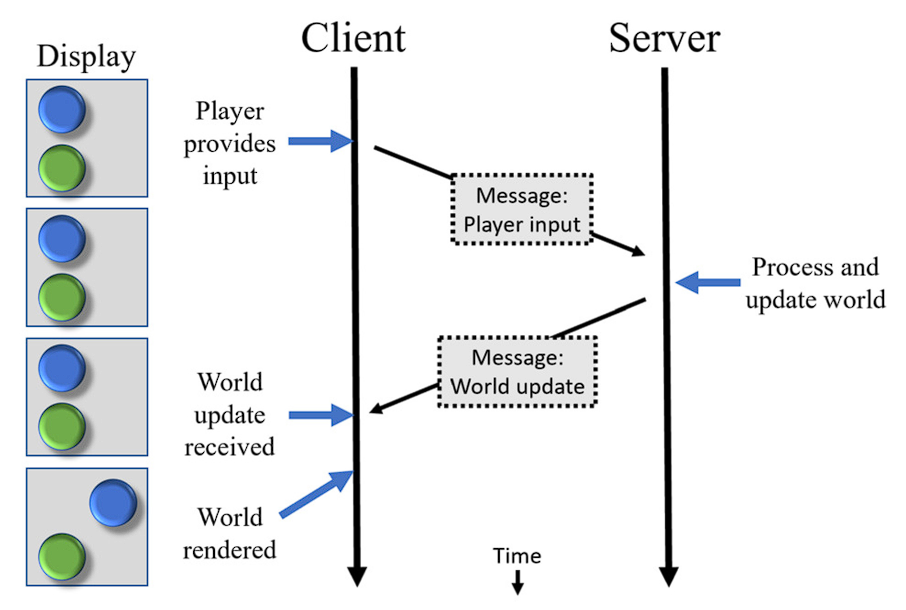 Client
Server
Display
Player
provides
input
Message:
Player input
Process and
update world
Message:
World update
World
update
received
World
rendered
Time